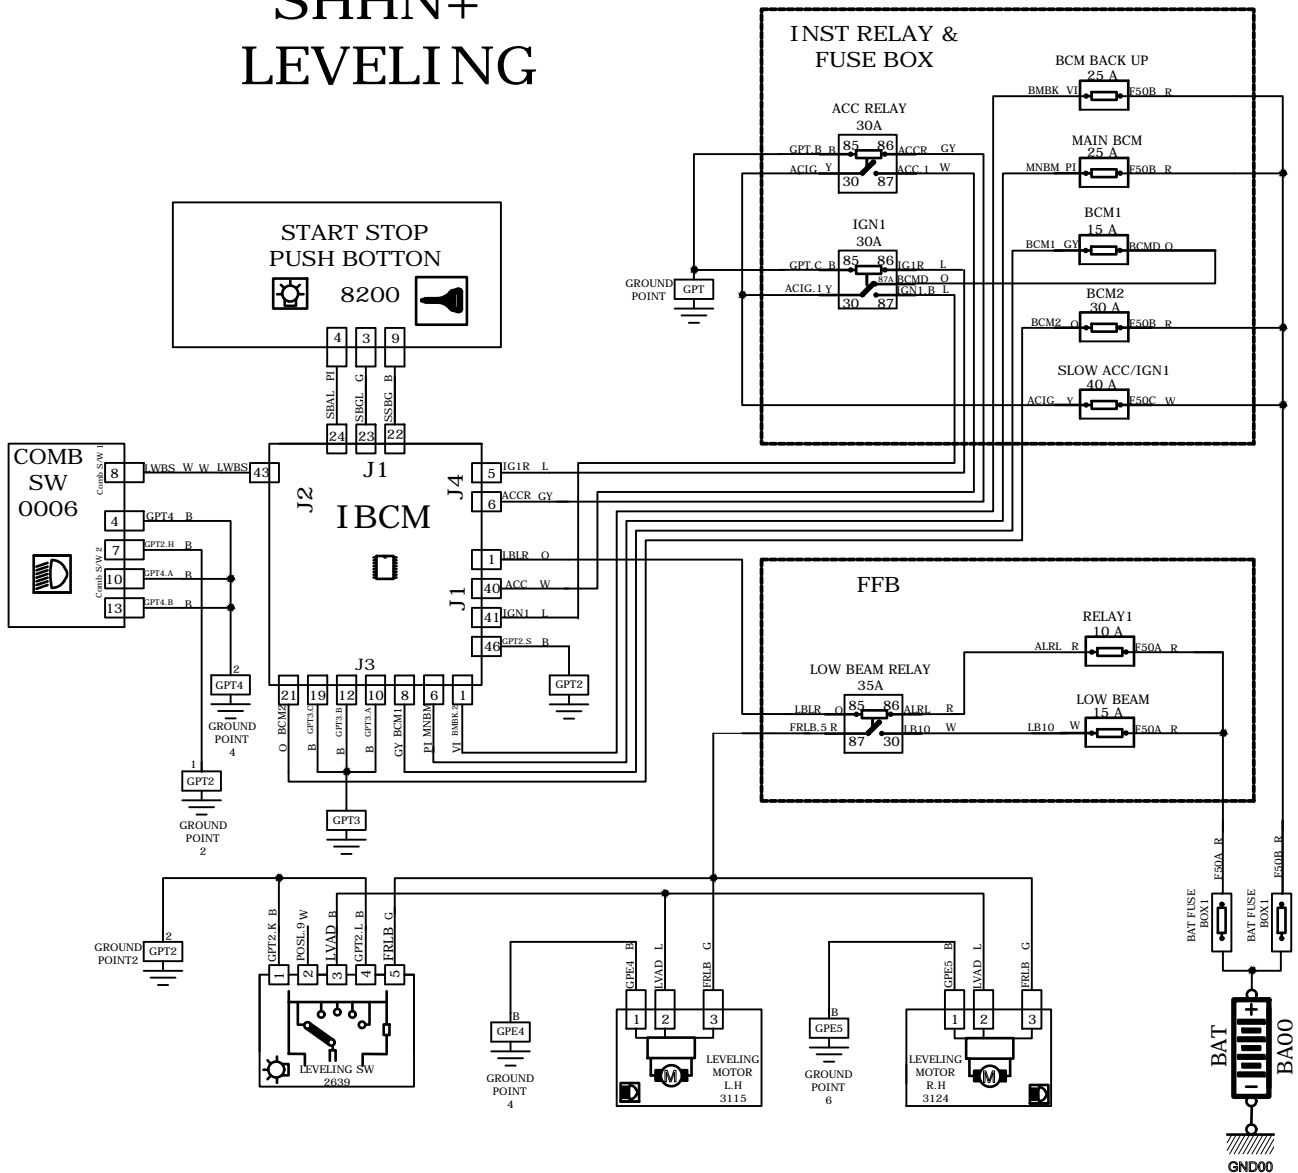 SHHN+
LEVELING
INST RELAY &
FUSE BOX
ACC RELAY
30A
GPT.B B
85 86
ACCR GY
ACIG Y
30 87
ACC.1 W
IGN1
30A
GPT.C B
85 86
IG1R L
87A
BCMD O
ACIG.1 Y
30 87
IGN1.B L
GROUND
POINT
GPT
BCM BACK UP
25 A
BMBK VI
F50B R
MAIN BCM
25 A
MNBM PI
F50B R
BCM1
15 A
BCM1 GY
BCMD O
BCM2
30 A
BCM2 O
F50B R
SLOW ACC/IGN1
40 A
ACIG Y
F50C W
START STOP
PUSH BOTTON
8200
4 3 9
SBAL PI
SBGL G
SSBG B
24 23 22
COMB
SW
0006
Comb S/W 1
Comb S/W 2
8
LWBS W W LWBS
43
4
GPT4 B
7
GPT2.H B
10
GPT4.A B
13
GPT4.B B
2
GPT4
GROUND
POINT
4
1
GPT2
GROUND
POINT
2
J1
J2
J4
IBCM
J1
J3
5
IG1R L
6
ACCR GY
1
LBLR O
40
ACC W
41
IGN1 L
46
GPT2.S B
GPT2
21 19 12 10 8 6 1
O BCM2
B GPT3.C
B GPT3.B
B GPT3.A
GY BCM1
PI MNBM
VI BMBK.2
GPT3
FFB
RELAY1
10 A
ALRL R
F50A R
LOW BEAM RELAY
35A
LBLR O
85 86
ALRL R
FRLB.5 R
87 30
LB10 W
LOW BEAM
15 A
LB10 W
F50A R
F50A R
F50B R
BAT FUSE
BOX1
BAT FUSE
BOX1
BAT
BA00
GND00
GROUND
POINT2
2
GPT2
GPT2.K B
POSL.9 W
LVAD B
GPT2.L B
FRLB G
1 2 3 4 5
LEVELING SW
2639
B
GPE4
GROUND
POINT
4
GPE4 B
LVAD L
FRLB G
1 2 3
M
LEVELING
MOTOR
L.H
3115
B
GPE5
GROUND
POINT
6
GPE5 B
LVAD L
FRLB G
1 2 3
M
LEVELING
MOTOR
R.H
3124